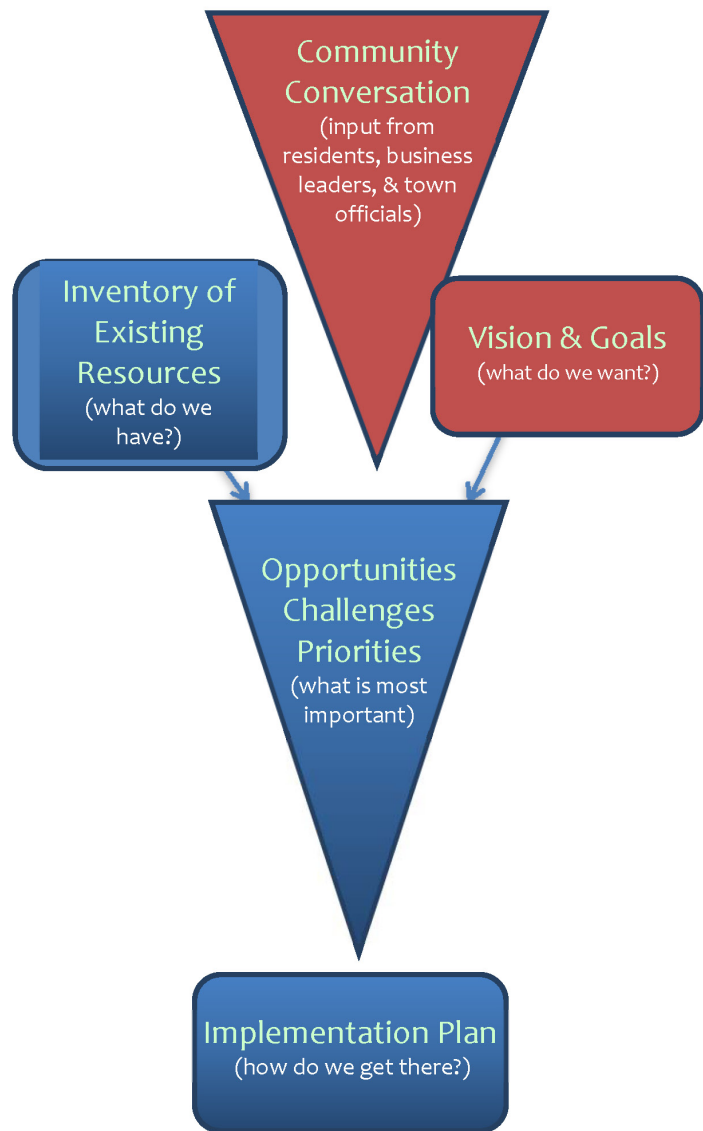 Community
Conversation
(input from
residents, business
leaders, & town
officials)
Inventory of
Existing
Resources
(what do we
have?)
Vision & Goals
(what do we want?)
Opportunities
Challenges
Priorities
(what is most
important)
Implementation Plan
(how do we get there?)